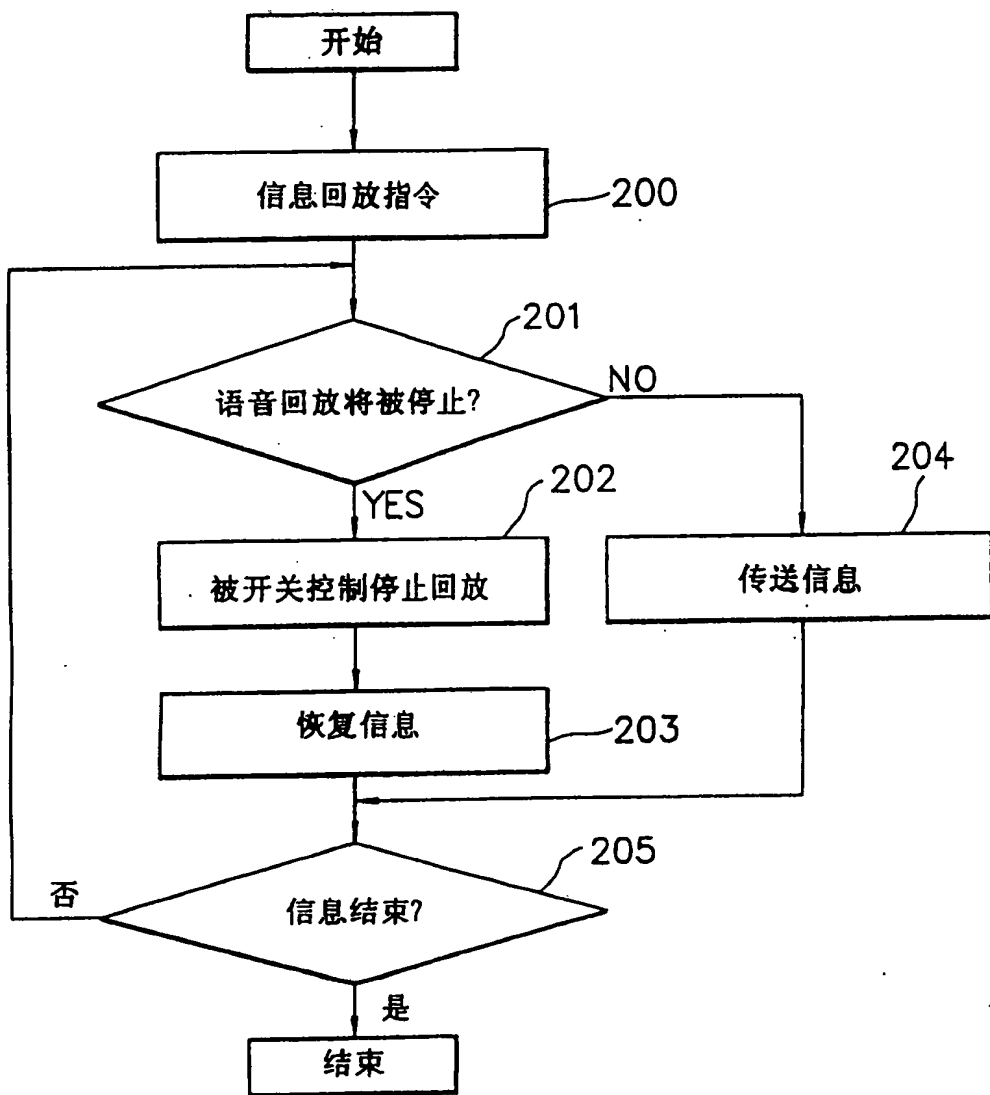 开始
信息回放指令
200
201
语音回放将被停止?
NO
YES
202
204
被开关控制停止回放
传送信息
恢复信息
203
205
否
信息结束?
是
结束